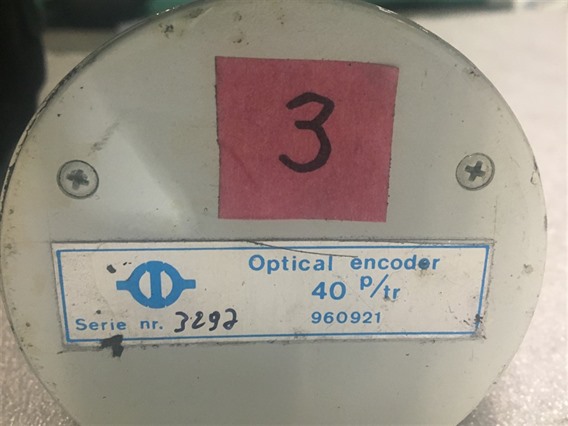 3
Optical encoder
40 p/tr
Serie nr. 3292
960921